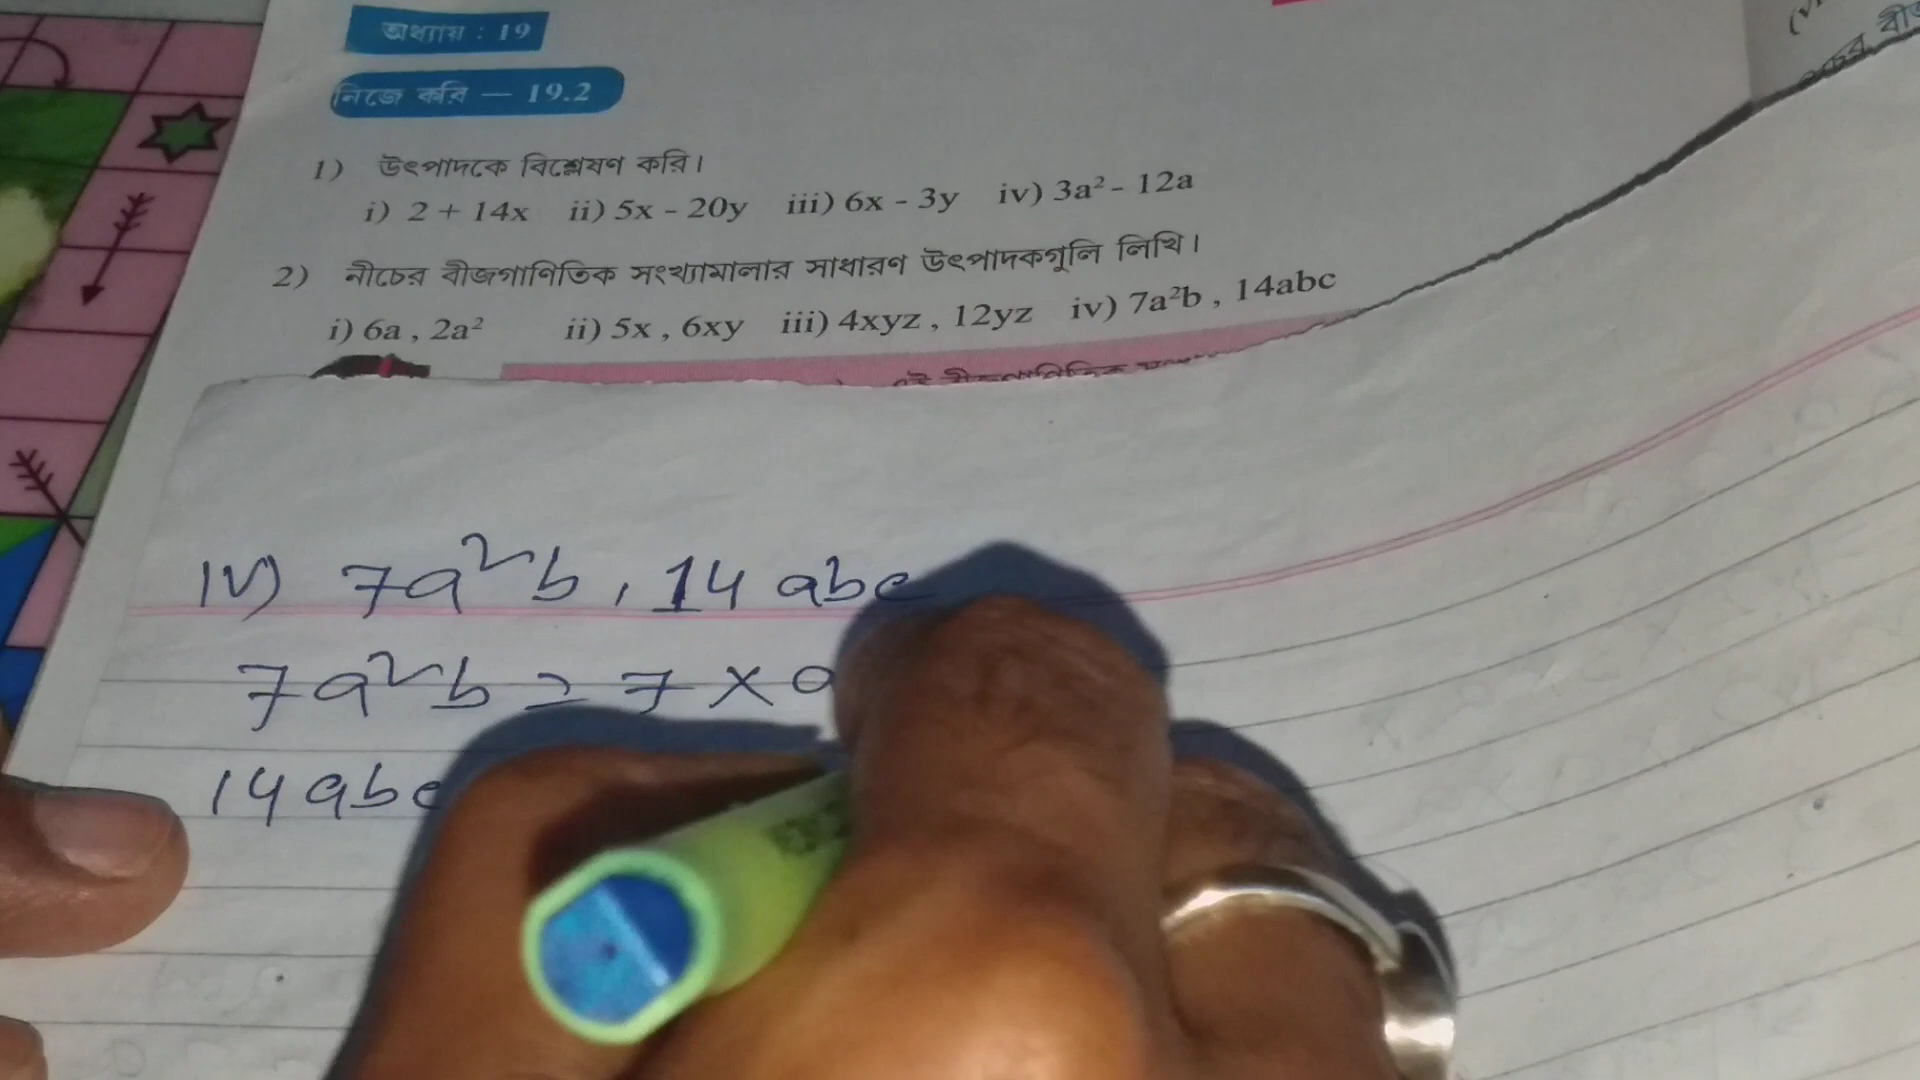 অধ্যায় : 19
নিজে করি — 19.2
1) উৎপাদকে বিশ্লেষণ করি।
i) 2 + 14x ii) 5x - 20y iii) 6x - 3y iv) 3a² - 12a
2) নীচের বীজগাণিতিক সংখ্যামালার সাধারণ উৎপাদকগুলি লিখি।
i) 6a , 2a² ii) 5x , 6xy iii) 4xyz , 12yz iv) 7a²b , 14abc
IV) 7a²b , 14 abc
7a²b = 7 × a
14abc